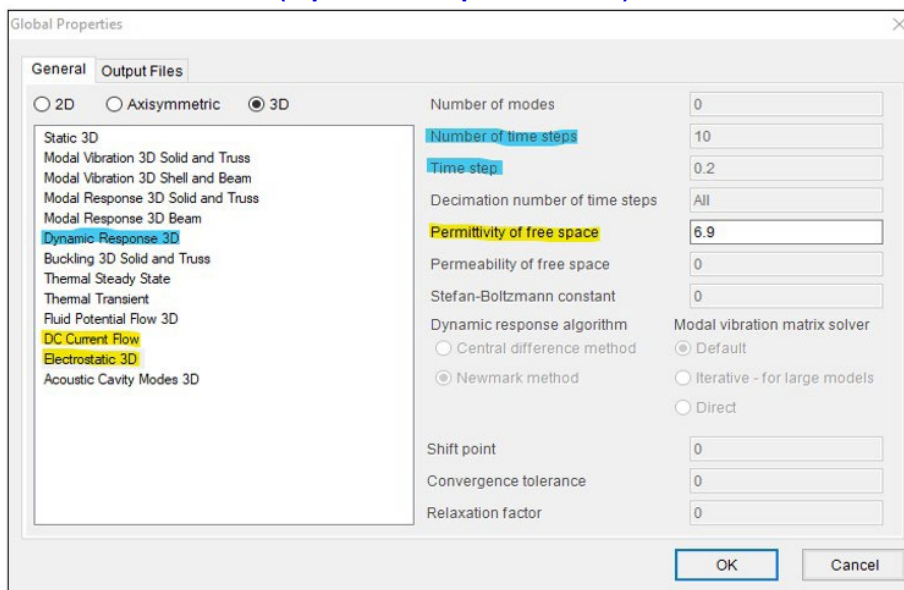 Global Properties
General Output Files
2D Axisymmetric 3D
Static 3D
Modal Vibration 3D Solid and Truss
Modal Vibration 3D Shell and Beam
Modal Response 3D Solid and Truss
Modal Response 3D Beam
Dynamic Response 3D
Buckling 3D Solid and Truss
Thermal Steady State
Thermal Transient
Fluid Potential Flow 3D
DC Current Flow
Electrostatic 3D
Acoustic Cavity Modes 3D
Number of modes 0
Number of time steps 10
Time step 0.2
Decimation number of time steps All
Permittivity of free space 6.9
Permeability of free space 0
Stefan-Boltzmann constant 0
Dynamic response algorithm Modal vibration matrix solver
Central difference method Default
Newmark method Iterative - for large models
Direct
Shift point 0
Convergence tolerance 0
Relaxation factor 0
OK Cancel